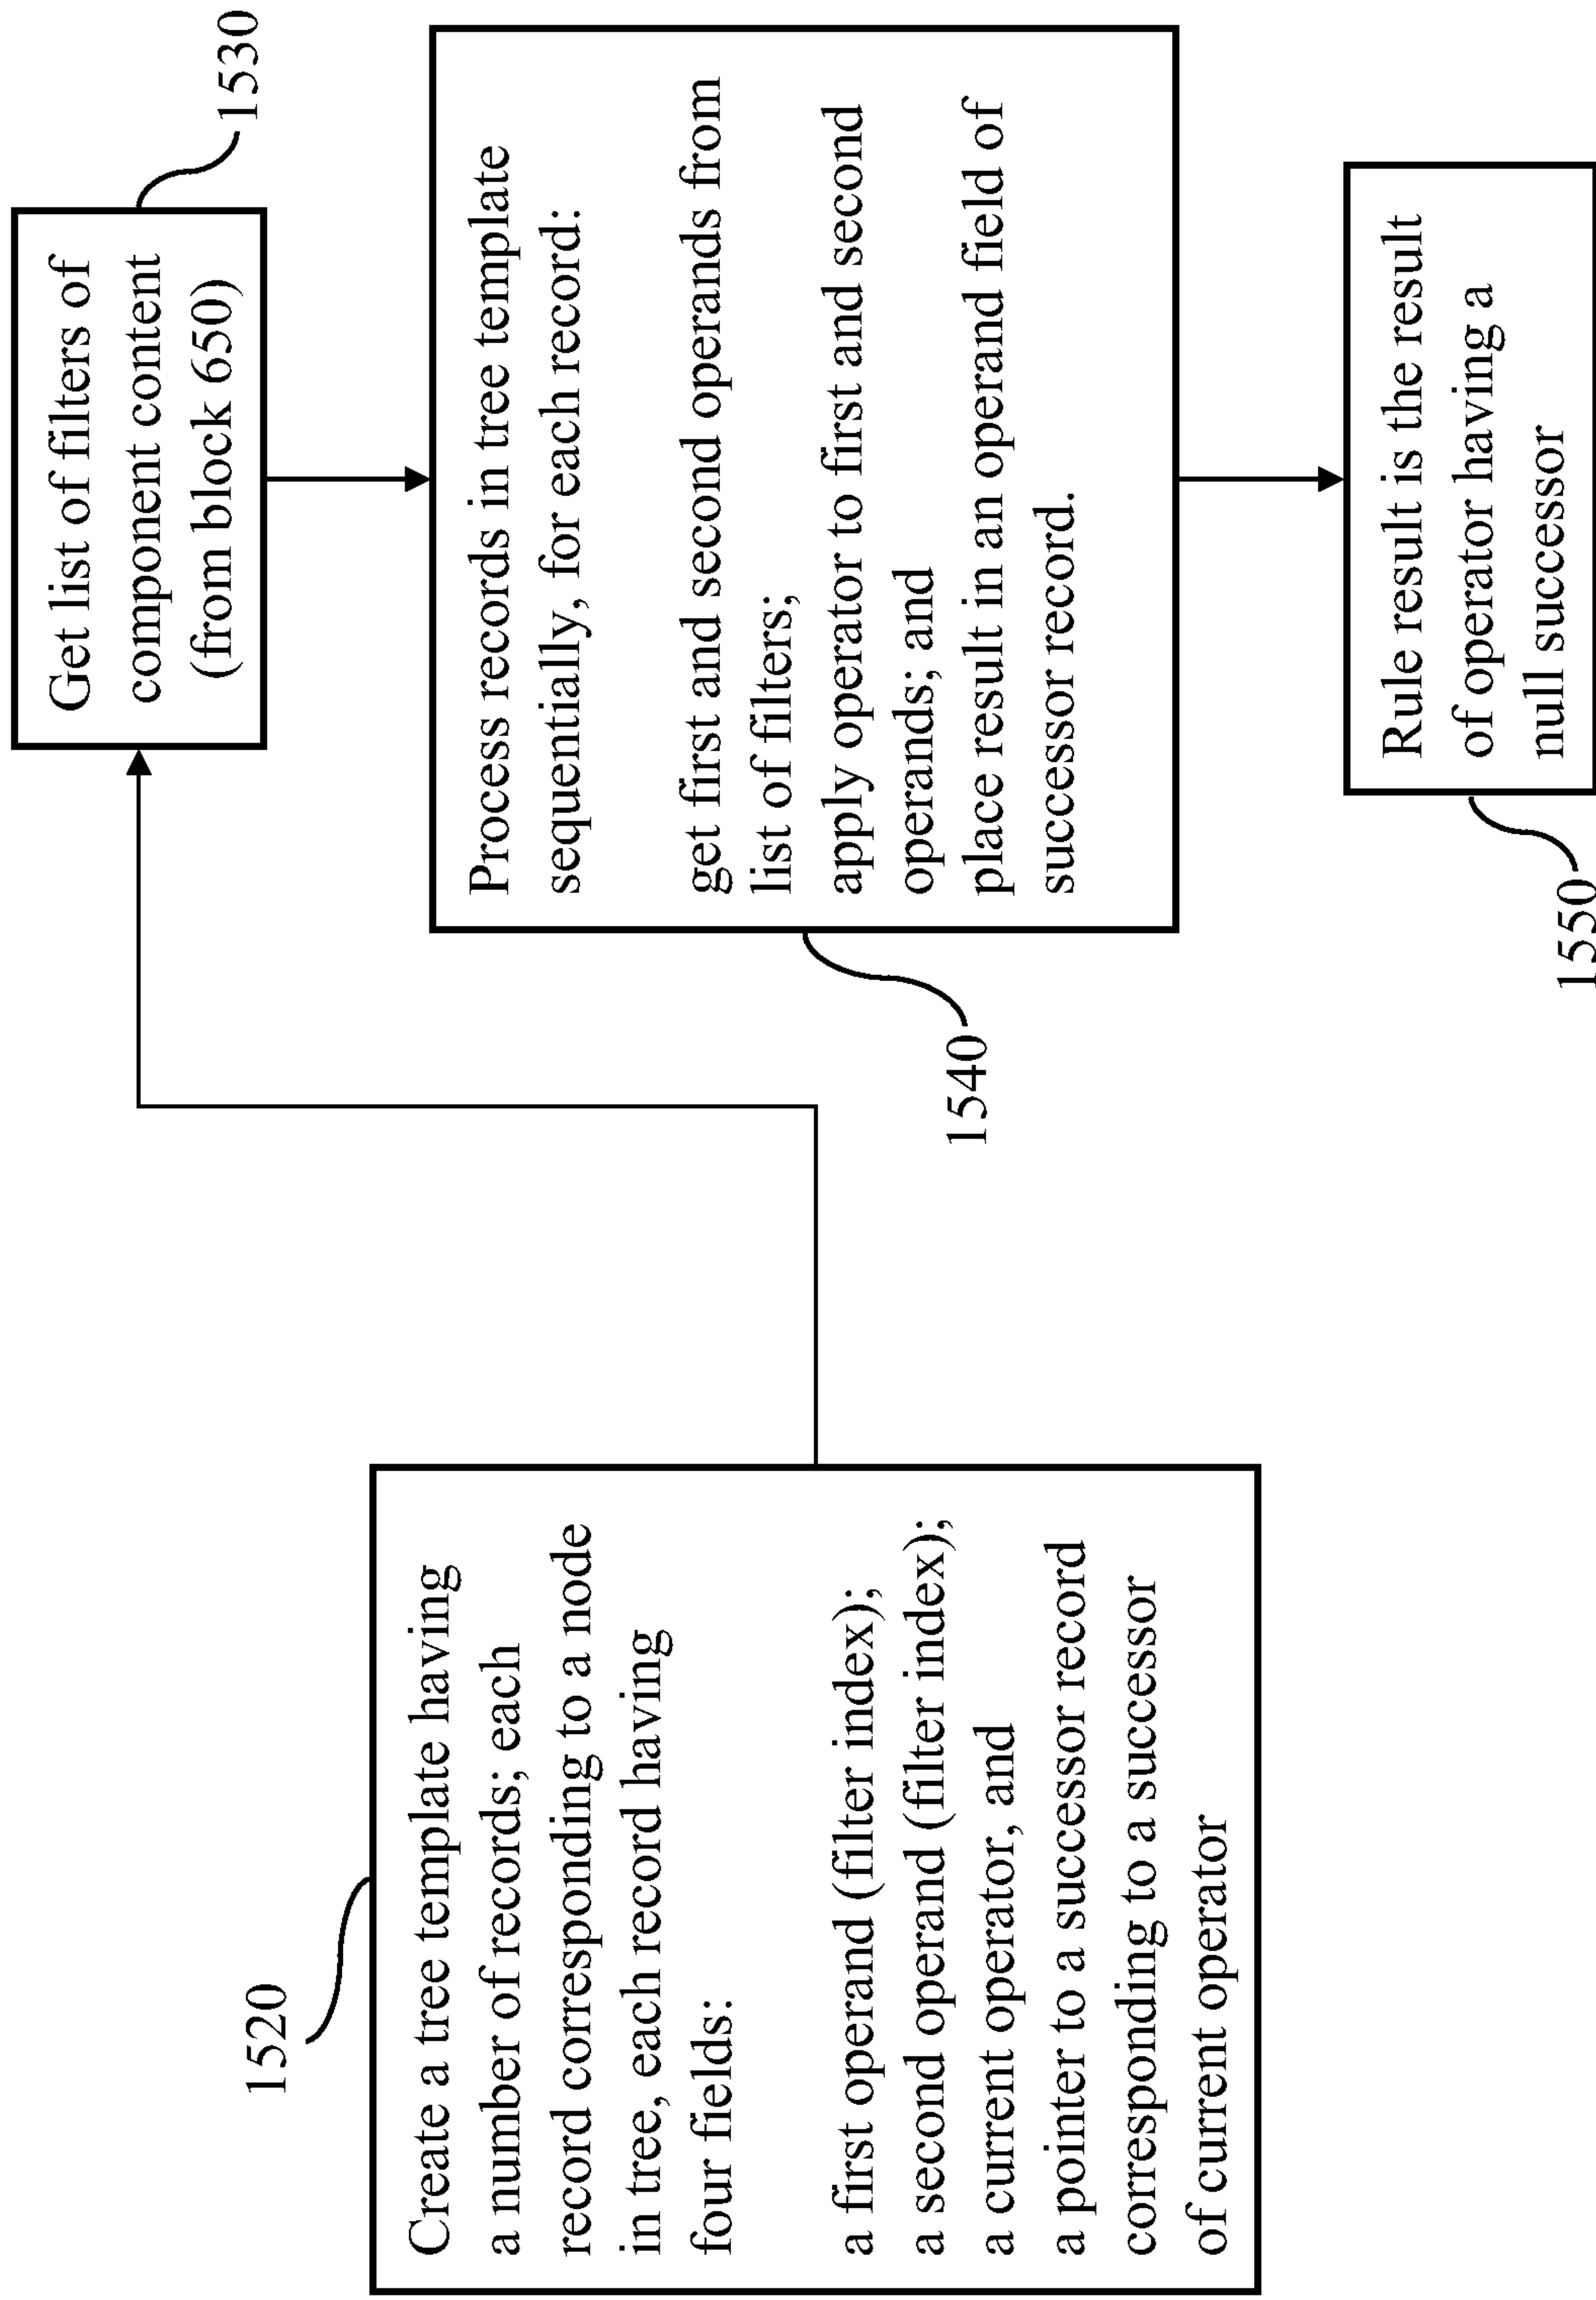 1520
Create a tree template having
a number of records; each
record corresponding to a node
in tree, each record having
four fields:
a first operand (filter index);
a second operand (filter index);
a current operator, and
a pointer to a successor record
corresponding to a successor
of current operator
Get list of filters of
component content
(from block 650)
1530
Process records in tree template
sequentially, for each record:
get first and second operands from
list of filters;
apply operator to first and second
operands; and
place result in an operand field of
successor record.
1540
Rule result is the result
of operator having a
null successor
1550